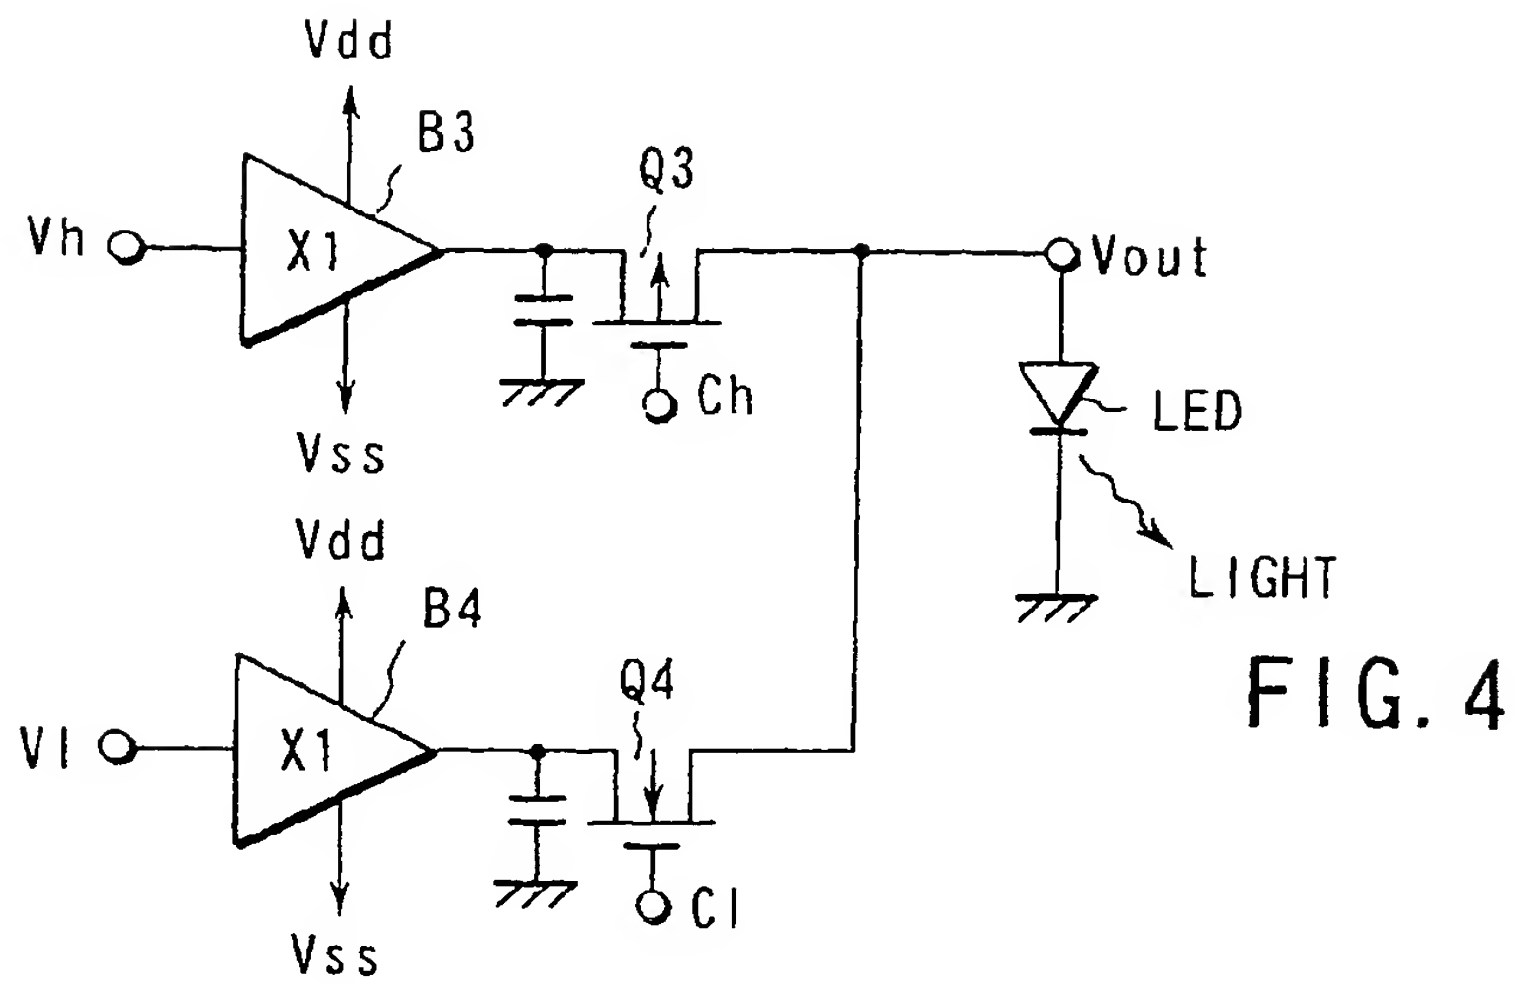 Vdd
B3
Q3
Vh
X1
Vout
Ch
LED
Vss
Vdd
LIGHT
B4
Q4
FIG. 4
Vl
X1
Cl
Vss